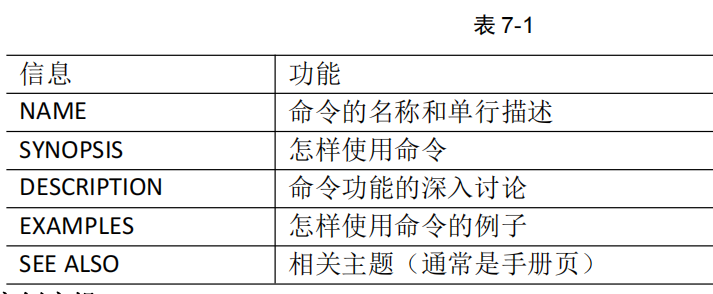 表 7-1
信息 功能
NAME 命令的名称和单行描述
SYNOPSIS 怎样使用命令
DESCRIPTION 命令功能的深入讨论
EXAMPLES 怎样使用命令的例子
SEE ALSO 相关主题（通常是手册页）